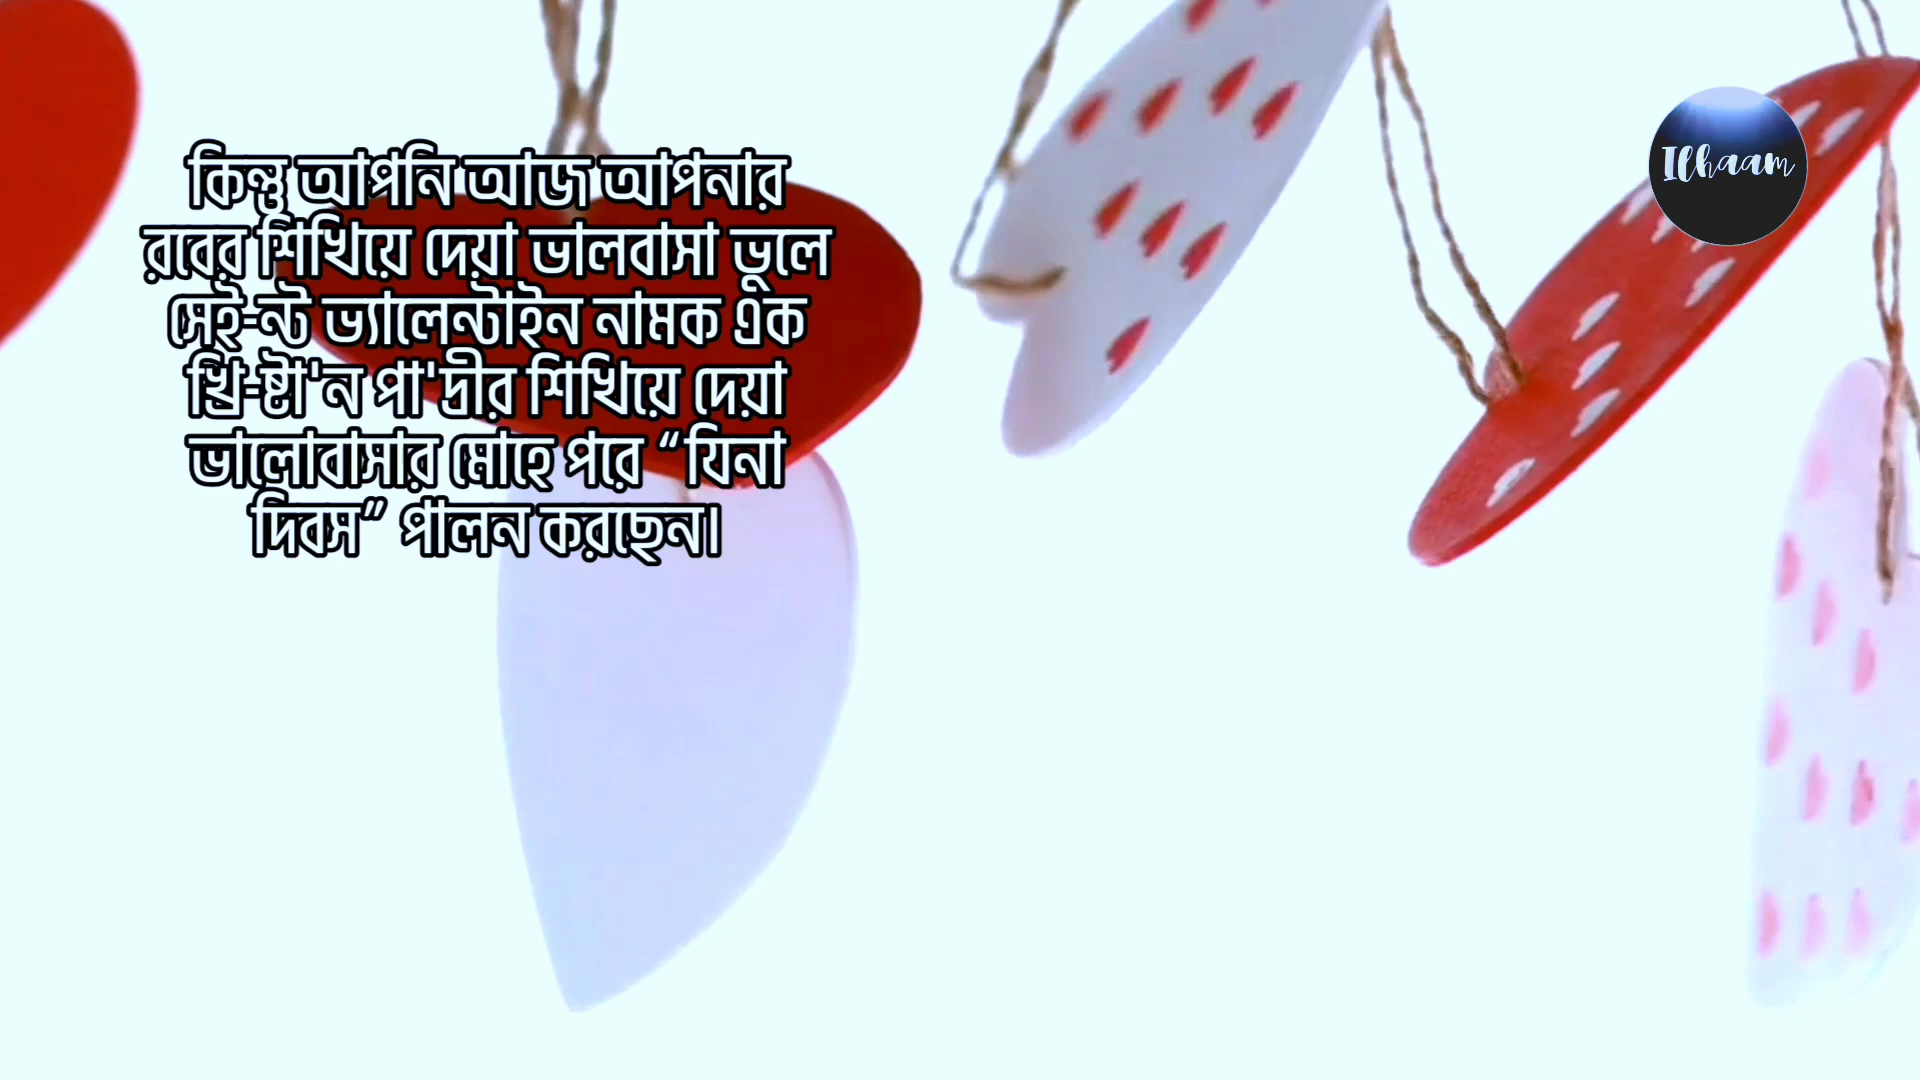 কিন্তু আপনি আজ আপনার
রবের শিখিয়ে দেয়া ভালবাসা ভুলে
সেই-ন্ট ভ্যালেন্টাইন নামক এক
খ্রি-ষ্টা'ন পা'দ্রীর শিখিয়ে দেয়া
ভালোবাসার মোহে পরে “যিনা
দিবস” পালন করছেন।
Ilhaam